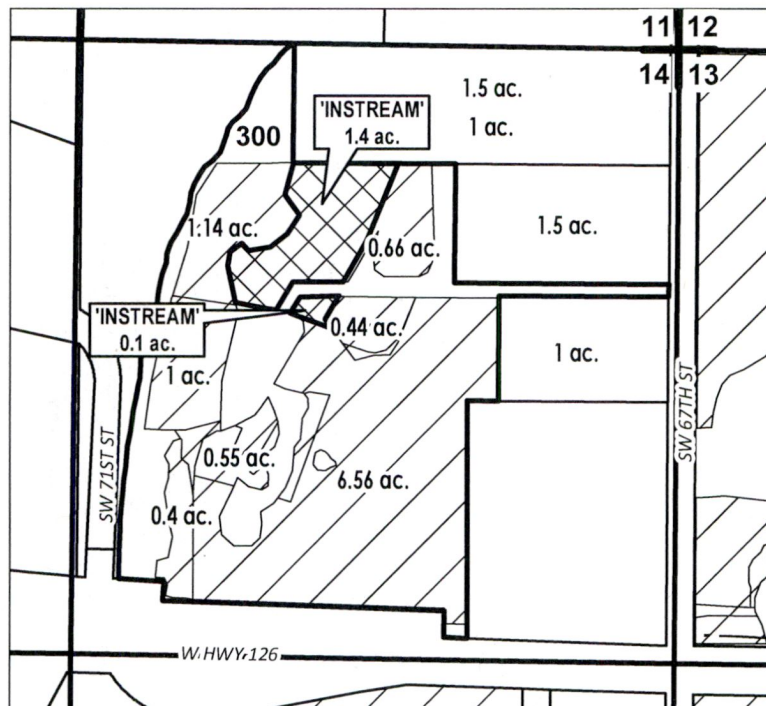 11 12
14 13
1.5 ac.
1 ac.
'INSTREAM'
1.4 ac.
300
1.14 ac.
0.66 ac.
1.5 ac.
'INSTREAM'
0.1 ac.
0.44 ac.
1 ac.
1 ac.
0.55 ac.
6.56 ac.
0.4 ac.
SW 71ST ST
SW 67TH ST
W HWY 126